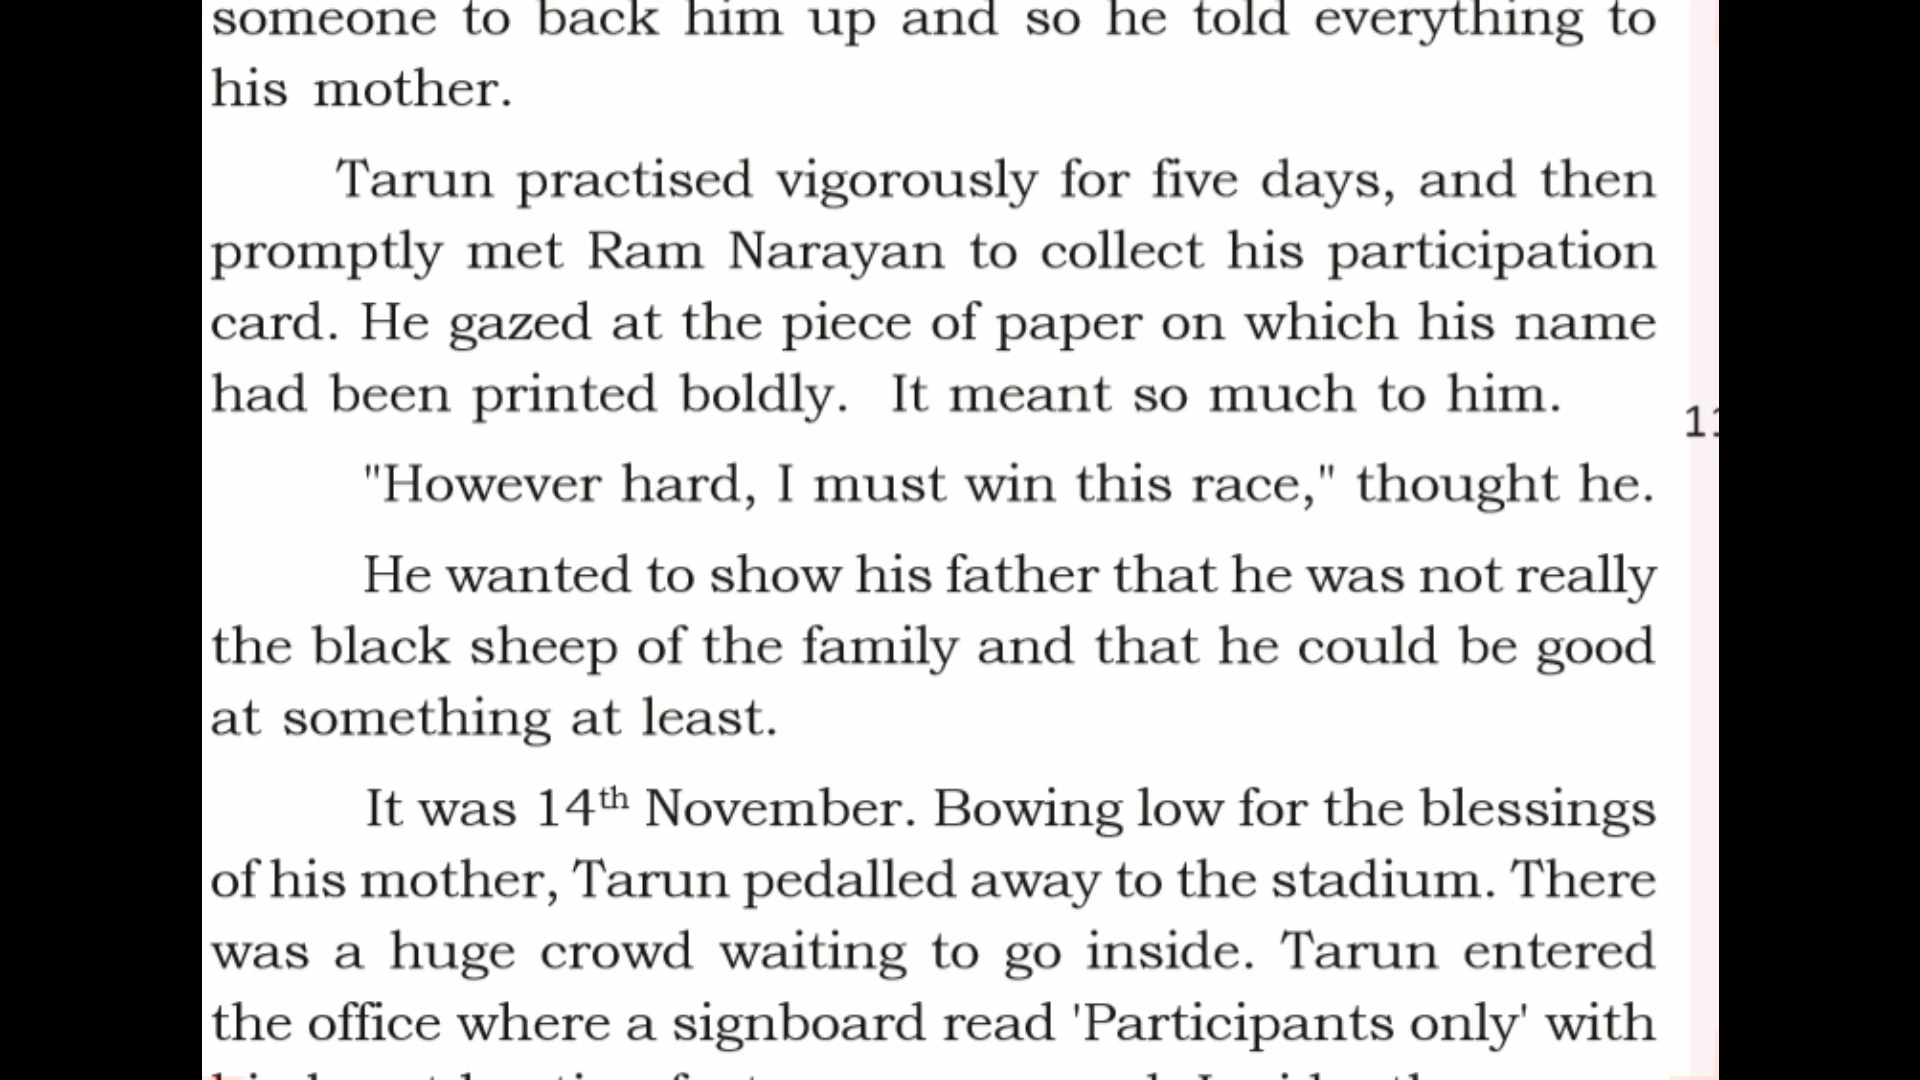 someone to back him up and so he told everything to
his mother.
Tarun practised vigorously for five days, and then
promptly met Ram Narayan to collect his participation
card. He gazed at the piece of paper on which his name
had been printed boldly. It meant so much to him.
"However hard, I must win this race," thought he.
He wanted to show his father that he was not really
the black sheep of the family and that he could be good
at something at least.
It was 14th November. Bowing low for the blessings
of his mother, Tarun pedalled away to the stadium. There
was a huge crowd waiting to go inside. Tarun entered
the office where a signboard read 'Participants only' with